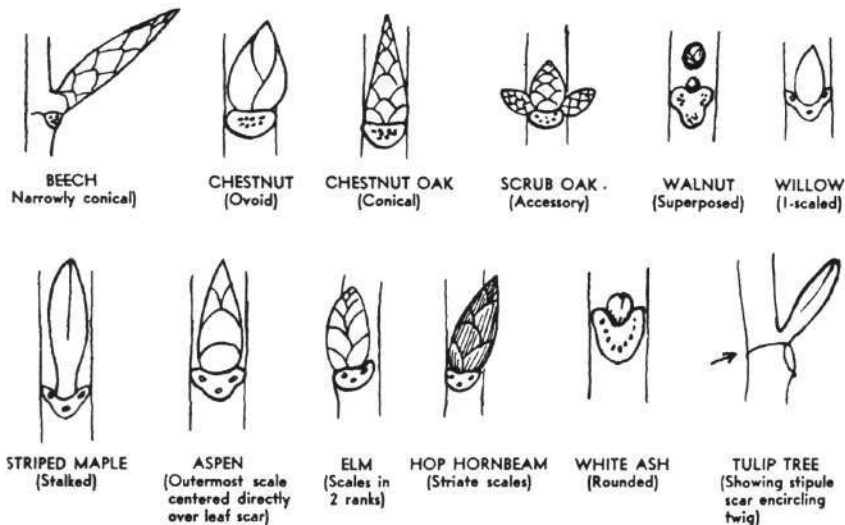 BEECH
Narrowly conical)
CHESTNUT
(Ovoid)
CHESTNUT OAK
(Conical)
SCRUB OAK .
(Accessory)
WALNUT
(Superposed)
WILLOW
(1-scaled)
STRIPED MAPLE
(Stalked)
ASPEN
(Outermost scale
centered directly
over leaf scar)
ELM
(Scales in
2 ranks)
HOP HORNBEAM
(Striate scales)
WHITE ASH
(Rounded)
TULIP TREE
(Showing stipule
scar encircling
twig)